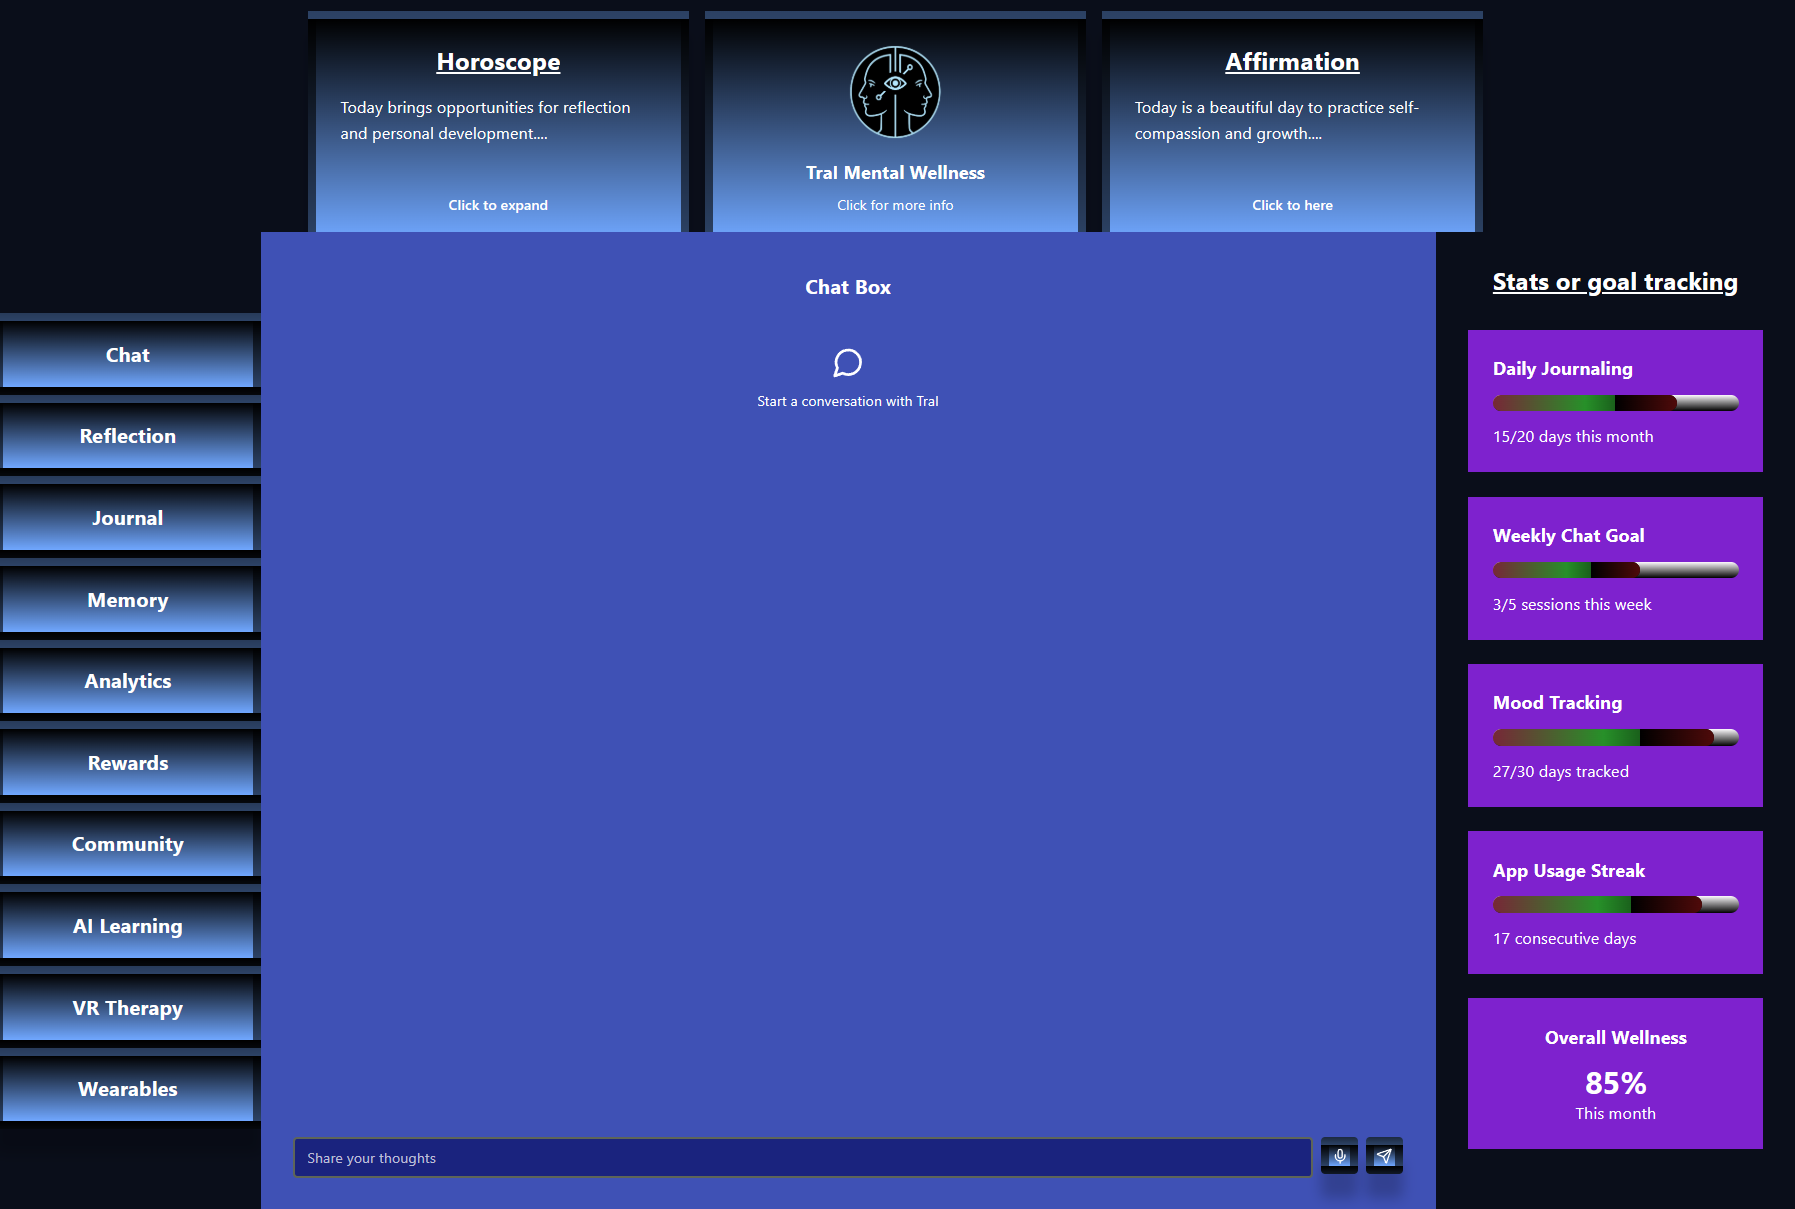 Horoscope
Today brings opportunities for reflection
and personal development....
Click to expand
Tral Mental Wellness
Click for more info
Affirmation
Today is a beautiful day to practice self-
compassion and growth....
Click to here
Chat
Reflection
Journal
Memory
Analytics
Rewards
Community
AI Learning
VR Therapy
Wearables
Chat Box
Start a conversation with Tral
Share your thoughts
Stats or goal tracking
Daily Journaling
15/20 days this month
Weekly Chat Goal
3/5 sessions this week
Mood Tracking
27/30 days tracked
App Usage Streak
17 consecutive days
Overall Wellness
85%
This month